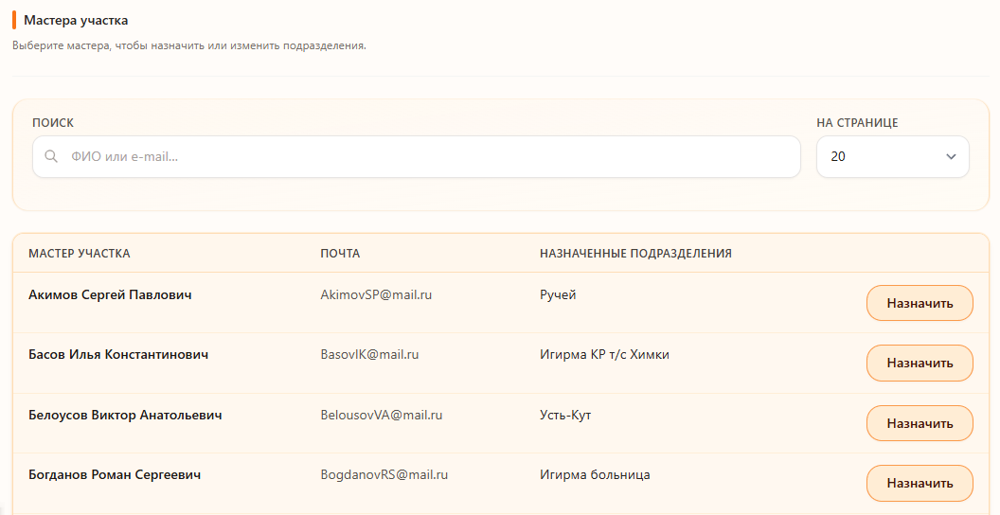 Мастера участка
Выберите мастера, чтобы назначить или изменить подразделения.
ПОИСК
НА СТРАНИЦЕ
ФИО или e-mail...
20
МАСТЕР УЧАСТКА ПОЧТА НАЗНАЧЕННЫЕ ПОДРАЗДЕЛЕНИЯ
Акимов Сергей Павлович AkimovSP@mail.ru Ручей Назначить
Басов Илья Константинович BasovIK@mail.ru Игирма КР т/с Химки Назначить
Белоусов Виктор Анатольевич BelousovVA@mail.ru Усть-Кут Назначить
Богданов Роман Сергеевич BogdanovRS@mail.ru Игирма больница Назначить